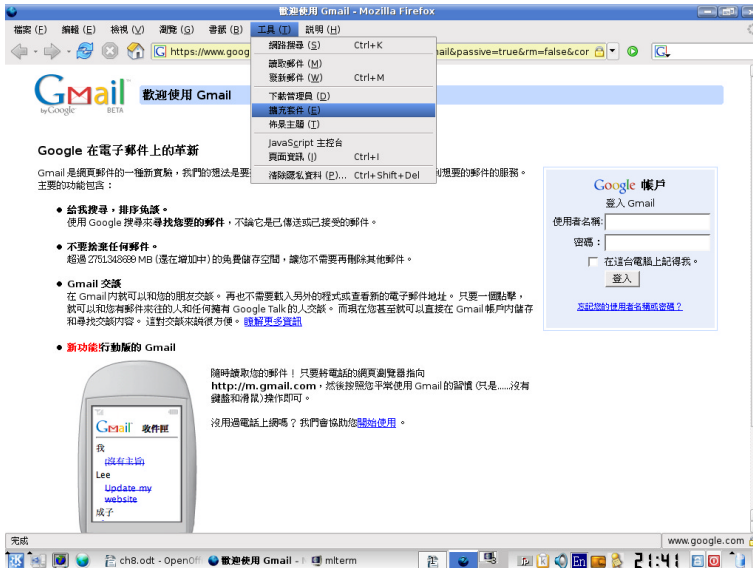 歡迎使用 Gmail - Mozilla Firefox
檔案 (F) 編輯 (E) 檢視 (V) 瀏覽 (G) 書籤 (B) 工具 (T) 說明 (H)
https://www.goog
ail&passive=true&rm=false&cor
G
網路搜尋 (S) Ctrl+K
讀取郵件 (M)
發新郵件 (W) Ctrl+M
下載管理員 (D)
擴充套件 (E)
佈景主題 (T)
JavaScript 主控台
頁面資訊 (I) Ctrl+I
清除隱私資料 (P)... Ctrl+Shift+Del
Gmail
by Google BETA
歡迎使用 Gmail
Google 在電子郵件上的革新
Gmail 是網頁郵件的一種新實驗，我們的想法是要
到想要的郵件的服務。
主要的功能包含：
給我搜尋，排序免談。
使用 Google 搜尋來尋找您要的郵件，不論它是已傳送或已接受的郵件。
不要捨棄任何郵件。
超過 2751.348699 MB (還在增加中) 的免費儲存空間，讓您不需要再刪除其他郵件。
Gmail 交談
在 Gmail 内就可以和您的朋友交談。 再也不需要載入另外的程式或查看新的電子郵件地址。 只要一個點擊，
就可以和您有郵件來往的人和任何擁有 Google Talk 的人交談。 而現在您甚至就可以直接在 Gmail 帳戶内儲存
和尋找交談内容。 這對交談來說很方便。 瞭解更多資訊
新功能!行動版的 Gmail
隨時讀取您的郵件！ 只要將電話的網頁瀏覽器指向
http://m.gmail.com，然後按照您平常使用 Gmail 的習慣 (只是......沒有
鍵盤和滑鼠) 操作即可。
沒用過電話上網嗎？ 我們會協助您開始使用 。
Gmail 收件匣
我
(沒有主旨)
Lee
Update my
website
成子
Google 帳戶
登入 Gmail
使用者名稱:
密碼：
在這台電腦上記得我。
登入
忘記您的使用者名稱或密碼？
完成
www.google.com
ch8.odt - OpenOf
歡迎使用 Gmail -
mlterm
En
21:41